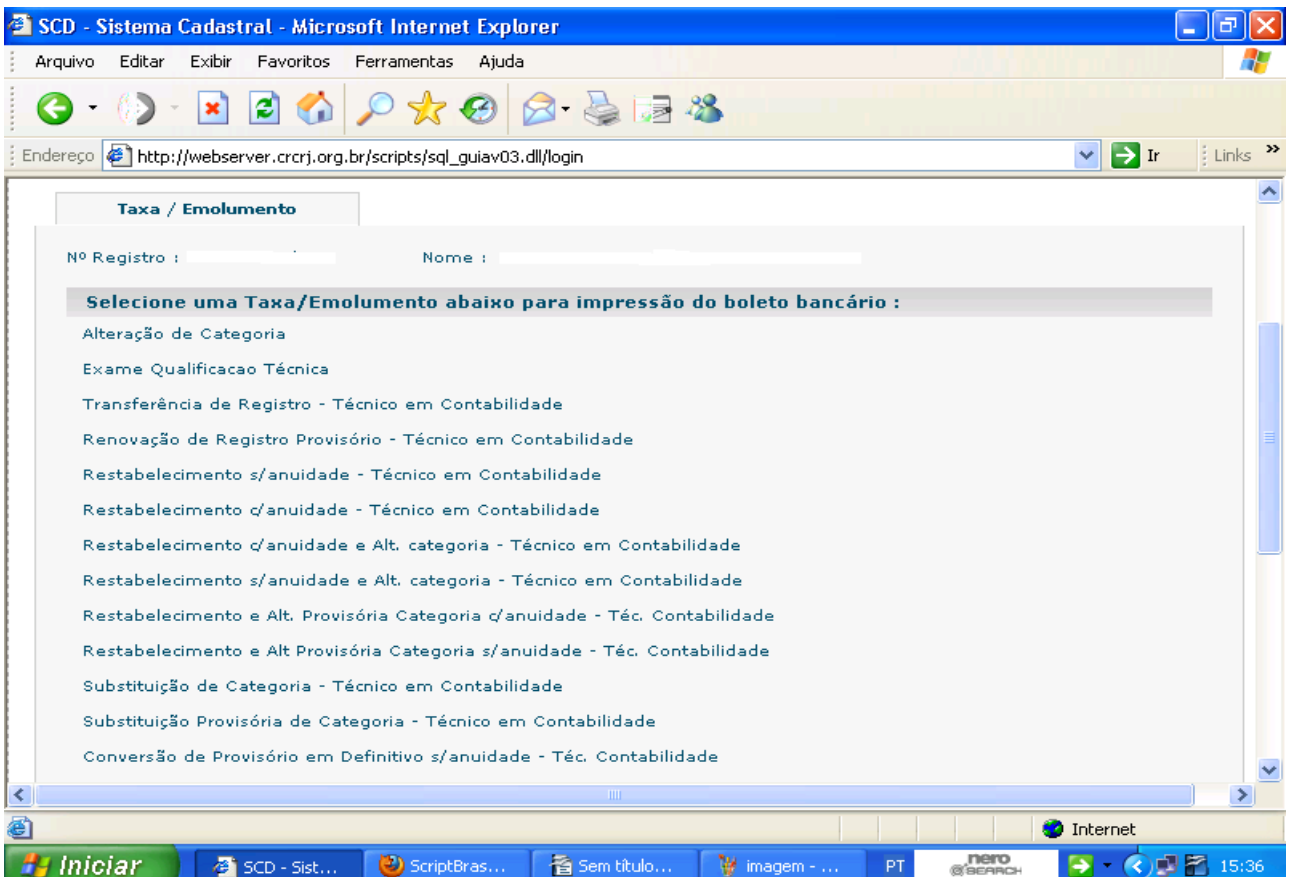 SCD - Sistema Cadastral - Microsoft Internet Explorer
Arquivo Editar Exibir Favoritos Ferramentas Ajuda
Endereço http://webserver.crcrj.org.br/scripts/sql_guiav03.dll/login Ir Links »
Taxa / Emolumento
Nº Registro : Nome :
Selecione uma Taxa/Emolumento abaixo para impressão do boleto bancário :
Alteração de Categoria
Exame Qualificacao Técnica
Transferência de Registro - Técnico em Contabilidade
Renovação de Registro Provisório - Técnico em Contabilidade
Restabelecimento s/anuidade - Técnico em Contabilidade
Restabelecimento c/anuidade - Técnico em Contabilidade
Restabelecimento c/anuidade e Alt. categoria - Técnico em Contabilidade
Restabelecimento s/anuidade e Alt. categoria - Técnico em Contabilidade
Restabelecimento e Alt. Provisória Categoria c/anuidade - Téc. Contabilidade
Restabelecimento e Alt Provisória Categoria s/anuidade - Téc. Contabilidade
Substituição de Categoria - Técnico em Contabilidade
Substituição Provisória de Categoria - Técnico em Contabilidade
Conversão de Provisório em Definitivo s/anuidade - Téc. Contabilidade
Internet
Iniciar SCD - Sist... ScriptBras... Sem título... imagem - ... PT nero SEARCH 15:36